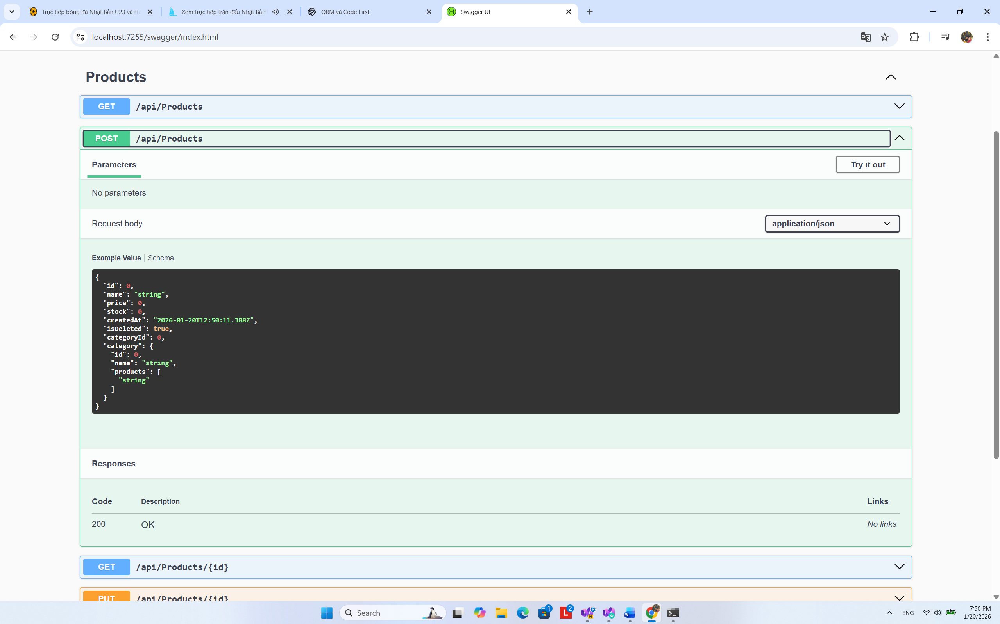 Trực tiếp bóng đá Nhật Bản U23 và Hà
Xem trực tiếp trận đấu Nhật Bản
ORM và Code First
Swagger UI
localhost:7255/swagger/index.html
Products
GET /api/Products
POST /api/Products
Parameters
Try it out
No parameters
Request body
application/json
Example Value
Schema
{
"id": 0,
"name": "string",
"price": 0,
"stock": 0,
"createdAt": "2026-01-20T12:50:11.388Z",
"isDeleted": true,
"categoryId": 0,
"category": {
"id": 0,
"name": "string",
"products": [
"string"
]
}
}
Responses
Code Description Links
200 OK No links
GET /api/Products/{id}
PUT /api/Products/{id}
Search
1
2
ENG
7:50 PM
1/20/2026